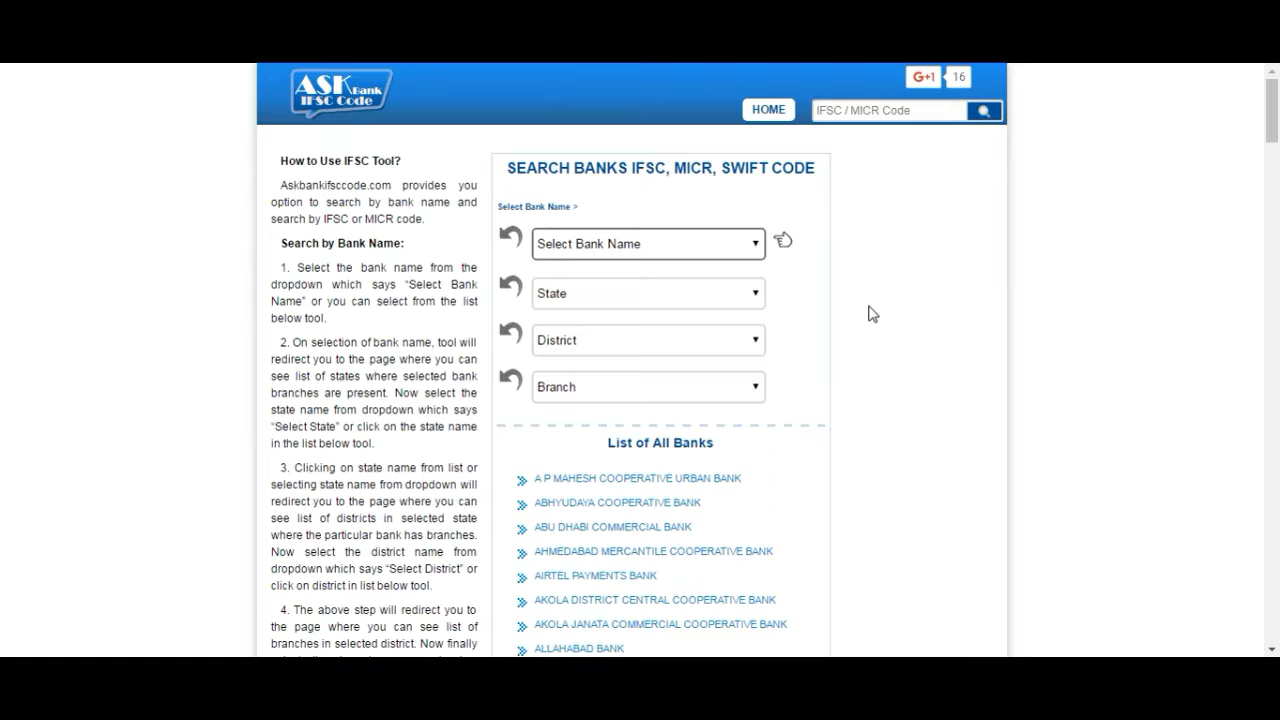 ASK Bank
IFSC Code
G+1 16
HOME
IFSC / MICR Code
How to Use IFSC Tool?
Askbankifsccode.com provides you
option to search by bank name and
search by IFSC or MICR code.
Search by Bank Name:
1. Select the bank name from the
dropdown which says “Select Bank
Name” or you can select from the list
below tool.
2. On selection of bank name, tool will
redirect you to the page where you can
see list of states where selected bank
branches are present. Now select the
state name from dropdown which says
“Select State” or click on the state name
in the list below tool.
3. Clicking on state name from list or
selecting state name from dropdown will
redirect you to the page where you can
see list of districts in selected state
where the particular bank has branches.
Now select the district name from
dropdown which says “Select District” or
click on district in list below tool.
4. The above step will redirect you to
the page where you can see list of
branches in selected district. Now finally
SEARCH BANKS IFSC, MICR, SWIFT CODE
Select Bank Name >
Select Bank Name
State
District
Branch
List of All Banks
A P MAHESH COOPERATIVE URBAN BANK
ABHYUDAYA COOPERATIVE BANK
ABU DHABI COMMERCIAL BANK
AHMEDABAD MERCANTILE COOPERATIVE BANK
AIRTEL PAYMENTS BANK
AKOLA DISTRICT CENTRAL COOPERATIVE BANK
AKOLA JANATA COMMERCIAL COOPERATIVE BANK
ALLAHABAD BANK